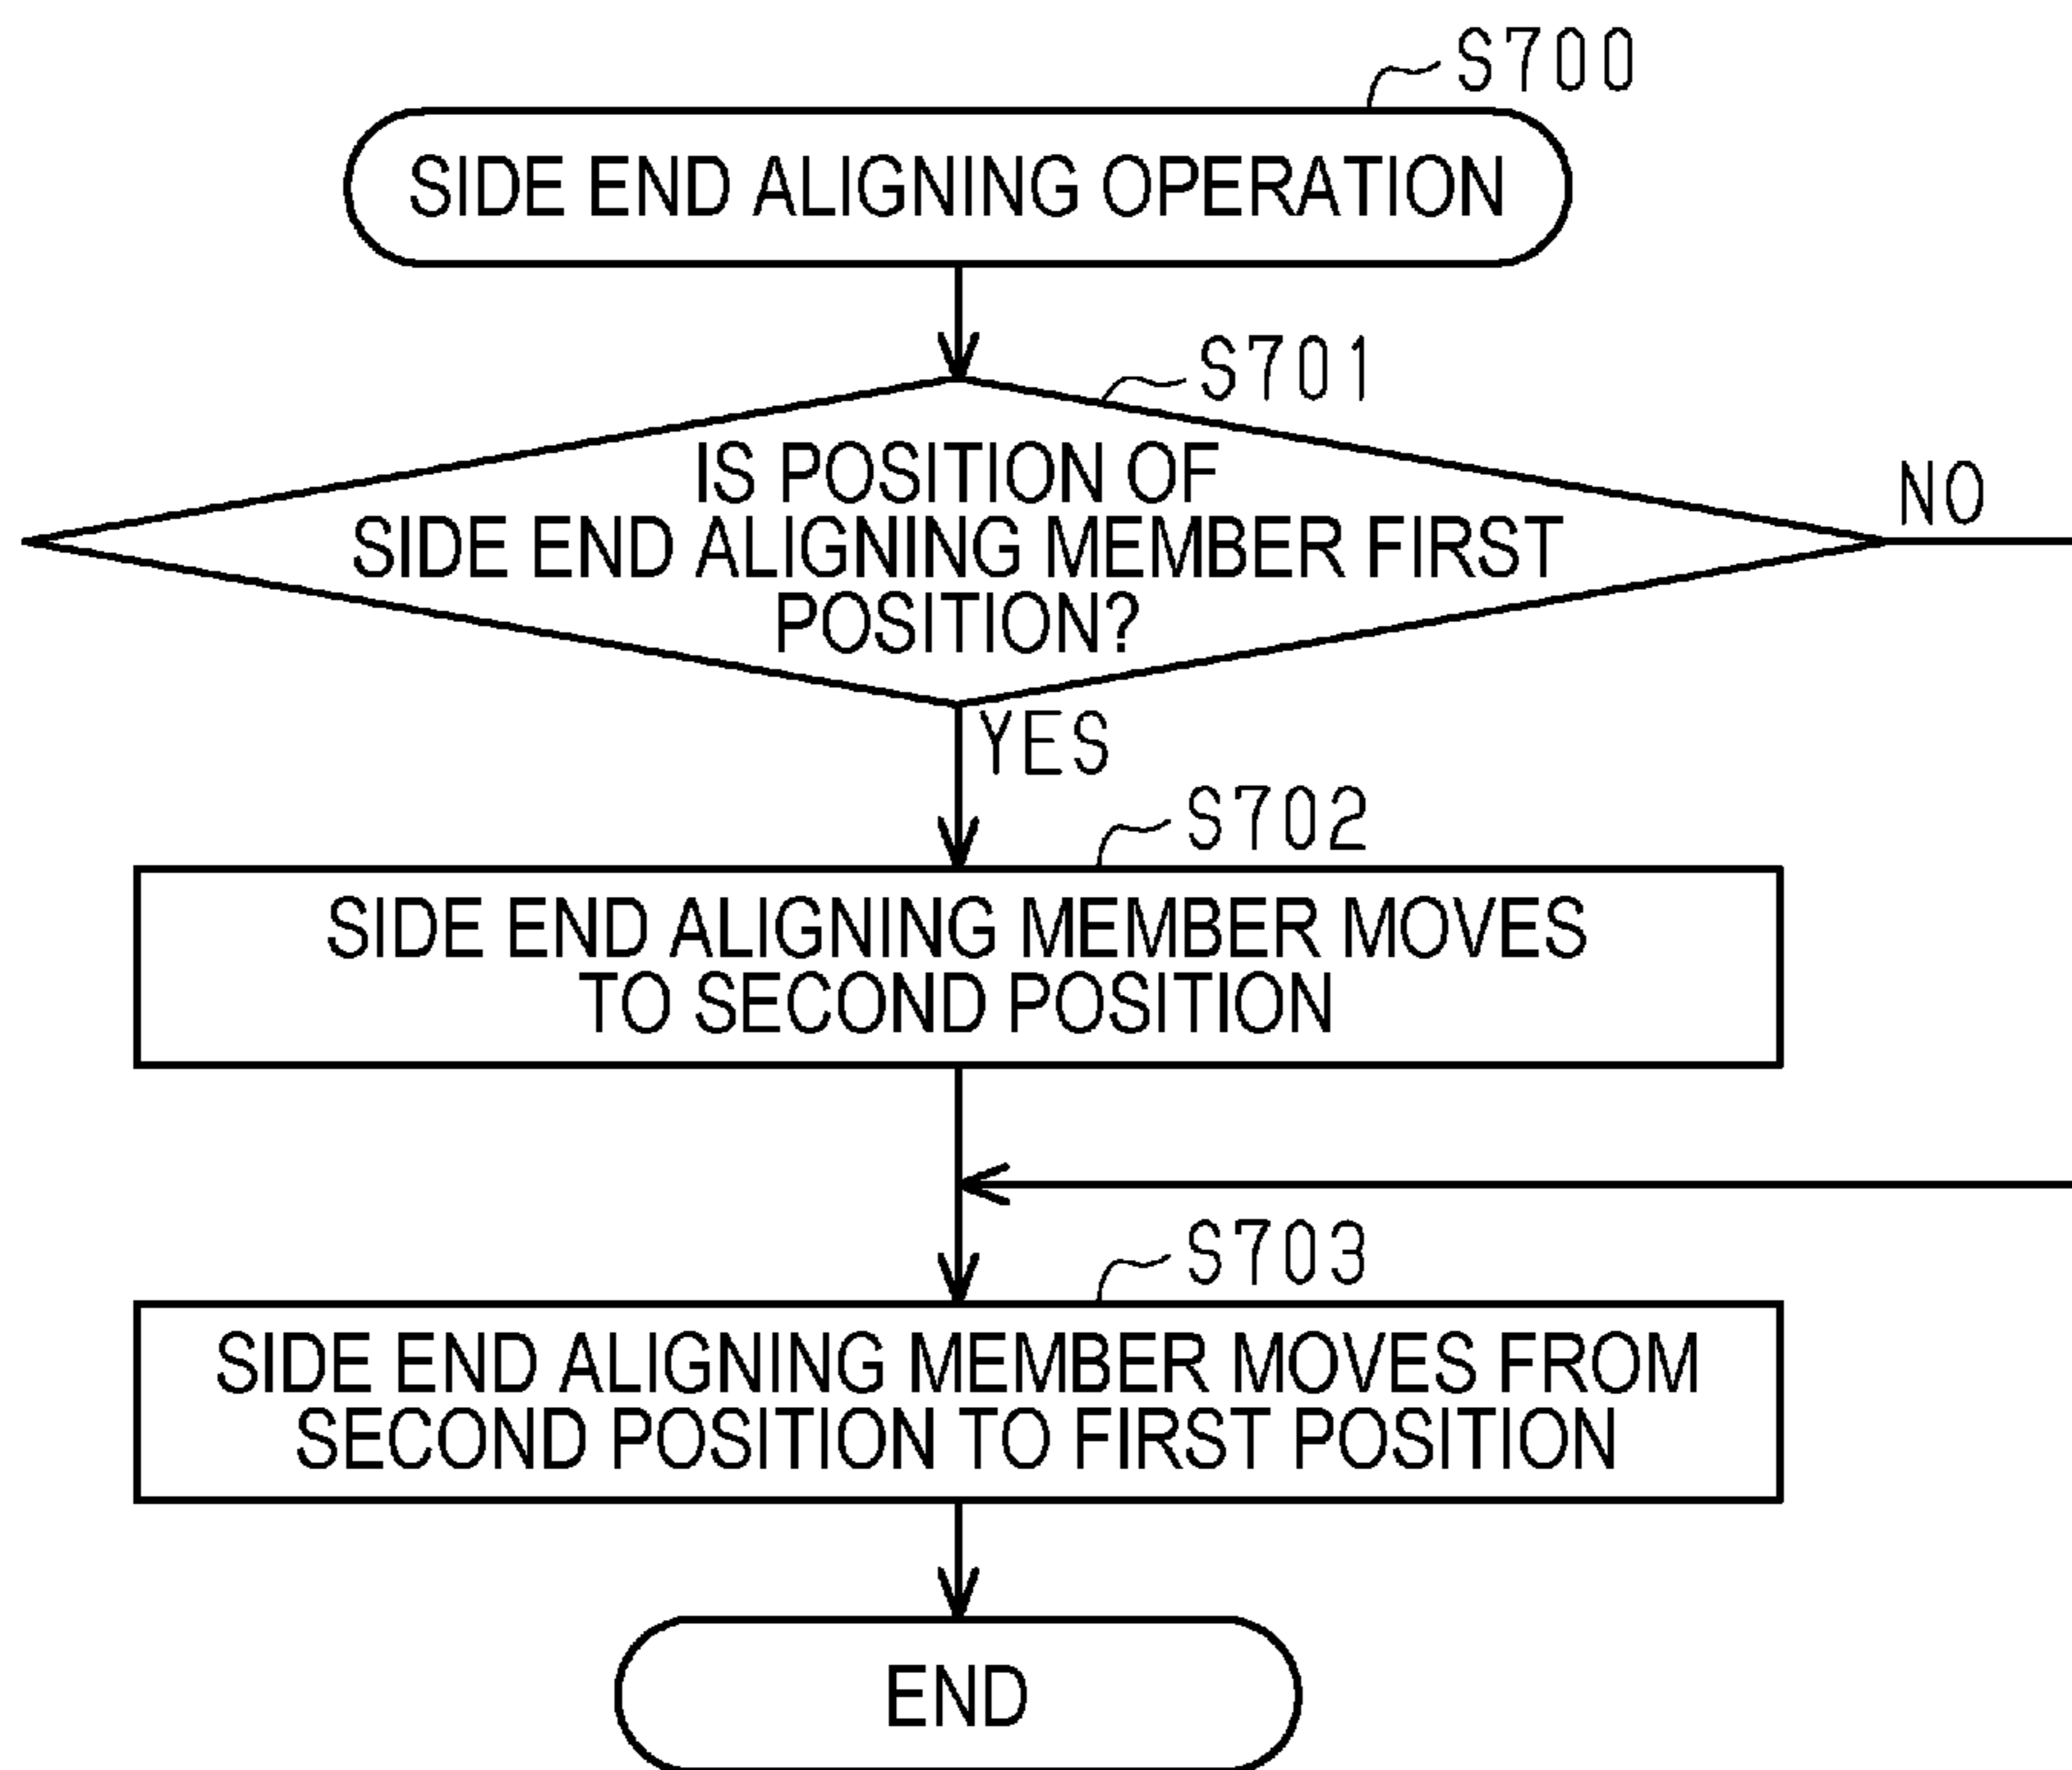 S700
SIDE END ALIGNING OPERATION
S701
IS POSITION OF
SIDE END ALIGNING MEMBER FIRST
POSITION?
NO
YES
S702
SIDE END ALIGNING MEMBER MOVES
TO SECOND POSITION
S703
SIDE END ALIGNING MEMBER MOVES FROM
SECOND POSITION TO FIRST POSITION
END